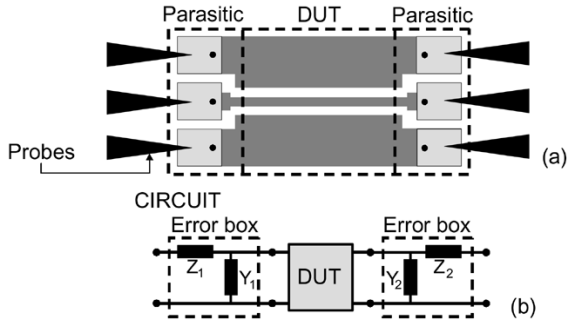 Parasitic DUT Parasitic
Probes
(a)
CIRCUIT
Error box Error box
Z1 Y1 DUT Y2 Z2
(b)